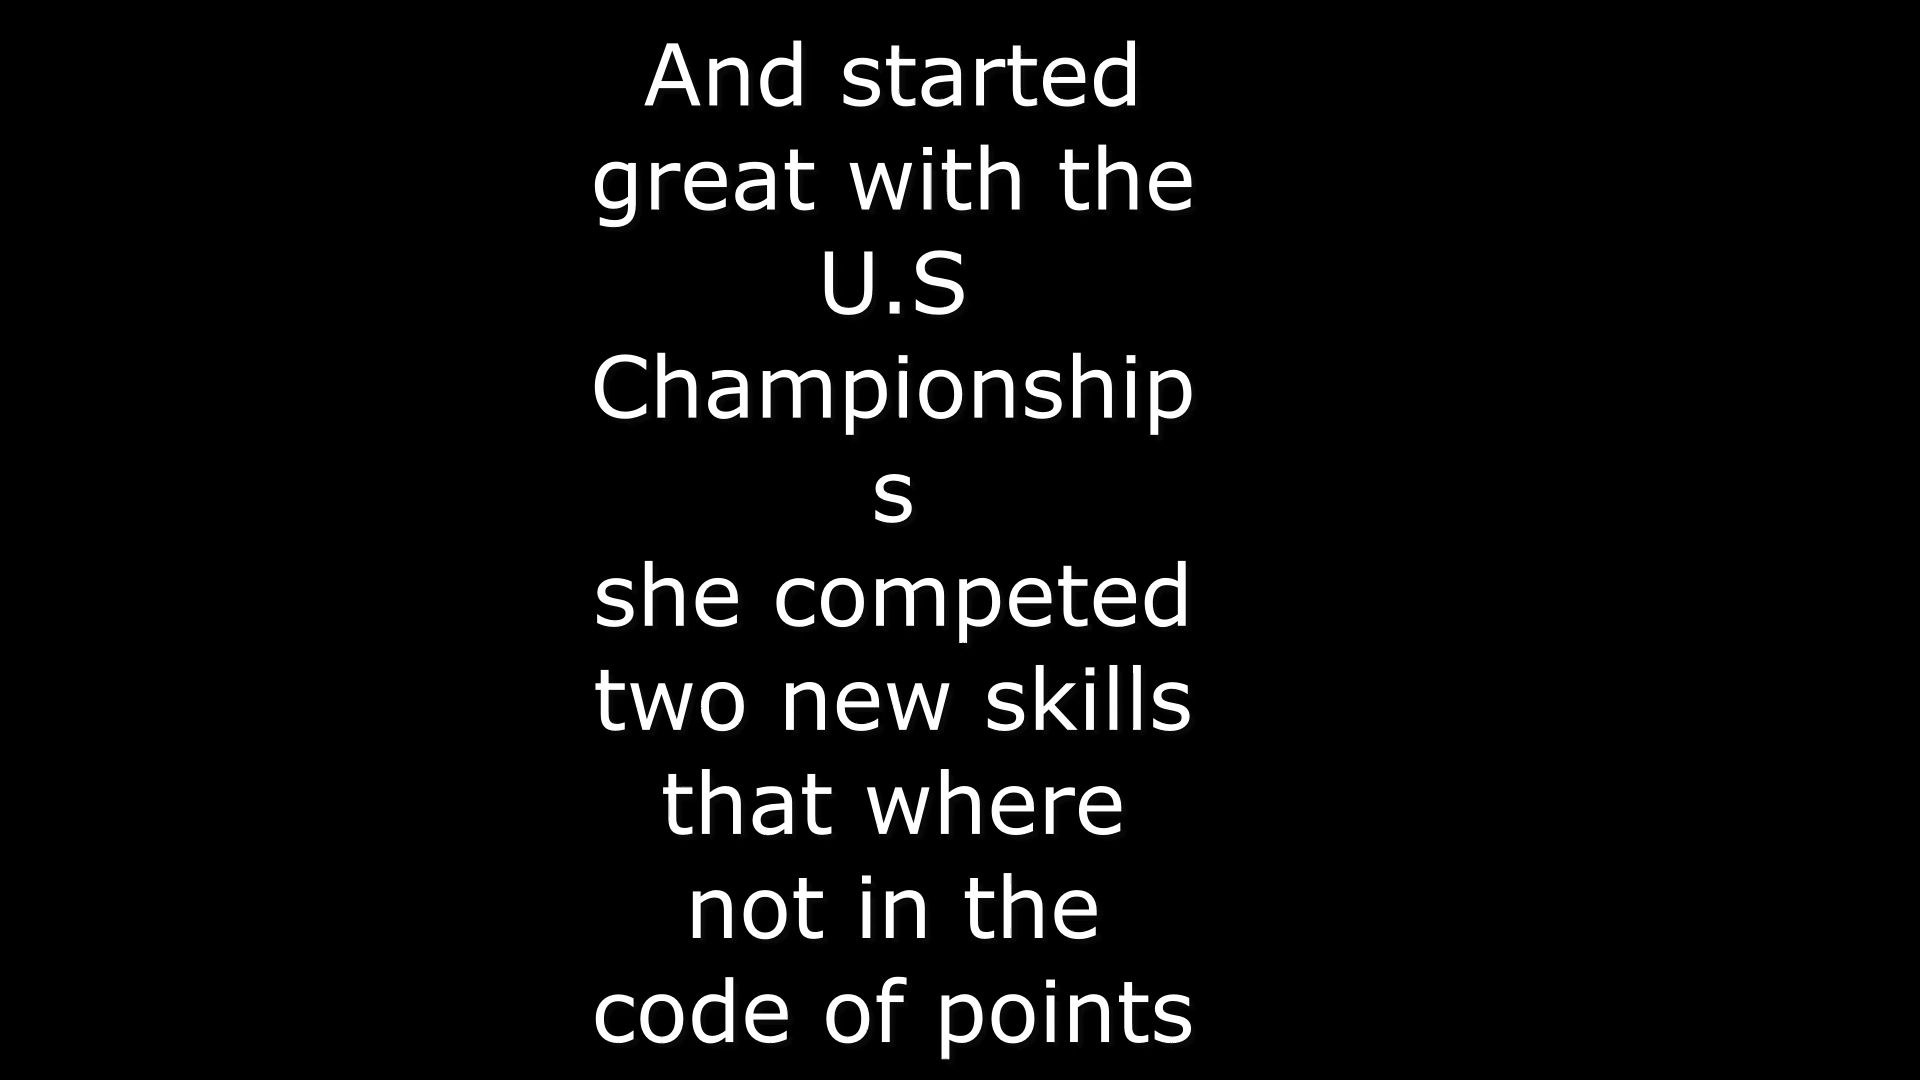 And started
great with the
U.S
Championship
s
she competed
two new skills
that where
not in the
code of points